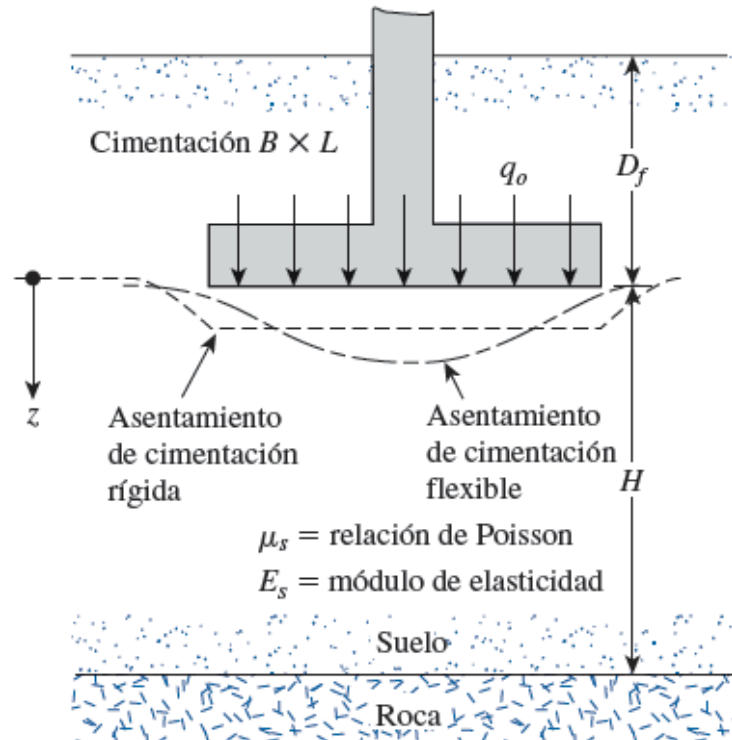 Cimentación B × L
q_o
D_f
z
Asentamiento
de cimentación
rígida
Asentamiento
de cimentación
flexible
H
μ_s = relación de Poisson
E_s = módulo de elasticidad
Suelo
Roca